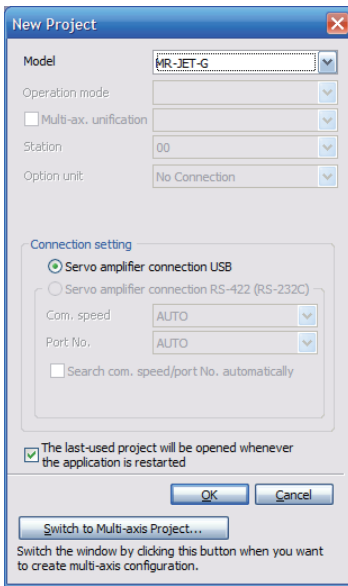 New Project
Model
MR-JET-G
Operation mode
Multi-ax. unification
Station
00
Option unit
No Connection
Connection setting
Servo amplifier connection USB
Servo amplifier connection RS-422 (RS-232C)
Com. speed
AUTO
Port No.
AUTO
Search com. speed/port No. automatically
The last-used project will be opened whenever
the application is restarted
OK
Cancel
Switch to Multi-axis Project...
Switch the window by clicking this button when you want
to create multi-axis configuration.